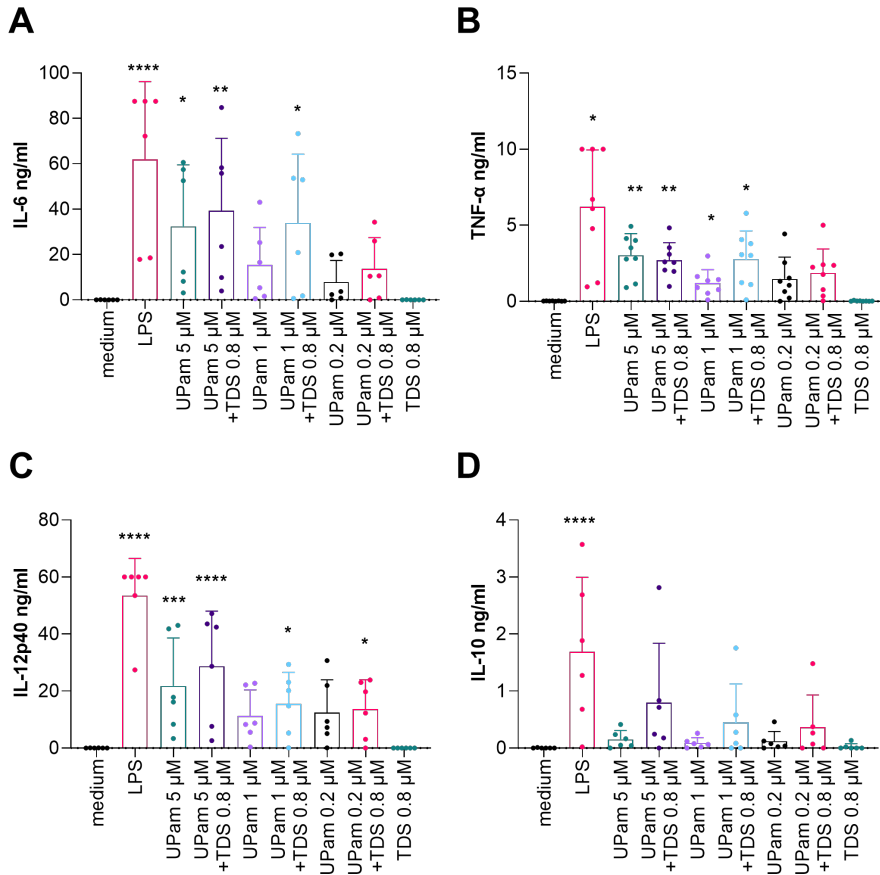 A
IL-6 ng/ml
100
80
60
40
20
0
****
*
**
*
medium
LPS
UPam 5 µM
UPam 5 µM
+TDS 0.8 µM
UPam 1 µM
UPam 1 µM
+TDS 0.8 µM
UPam 0.2 µM
UPam 0.2 µM
+TDS 0.8 µM
TDS 0.8 µM
B
TNF-α ng/ml
15
10
5
0
*
**
**
*
*
medium
LPS
UPam 5 µM
UPam 5 µM
+TDS 0.8 µM
UPam 1 µM
UPam 1 µM
+TDS 0.8 µM
UPam 0.2 µM
UPam 0.2 µM
+TDS 0.8 µM
TDS 0.8 µM
C
IL-12p40 ng/ml
80
60
40
20
0
****
***
****
*
*
medium
LPS
UPam 5 µM
UPam 5 µM
+TDS 0.8 µM
UPam 1 µM
UPam 1 µM
+TDS 0.8 µM
UPam 0.2 µM
UPam 0.2 µM
+TDS 0.8 µM
TDS 0.8 µM
D
IL-10 ng/ml
4
3
2
1
0
****
medium
LPS
UPam 5 µM
UPam 5 µM
+TDS 0.8 µM
UPam 1 µM
UPam 1 µM
+TDS 0.8 µM
UPam 0.2 µM
UPam 0.2 µM
+TDS 0.8 µM
TDS 0.8 µM